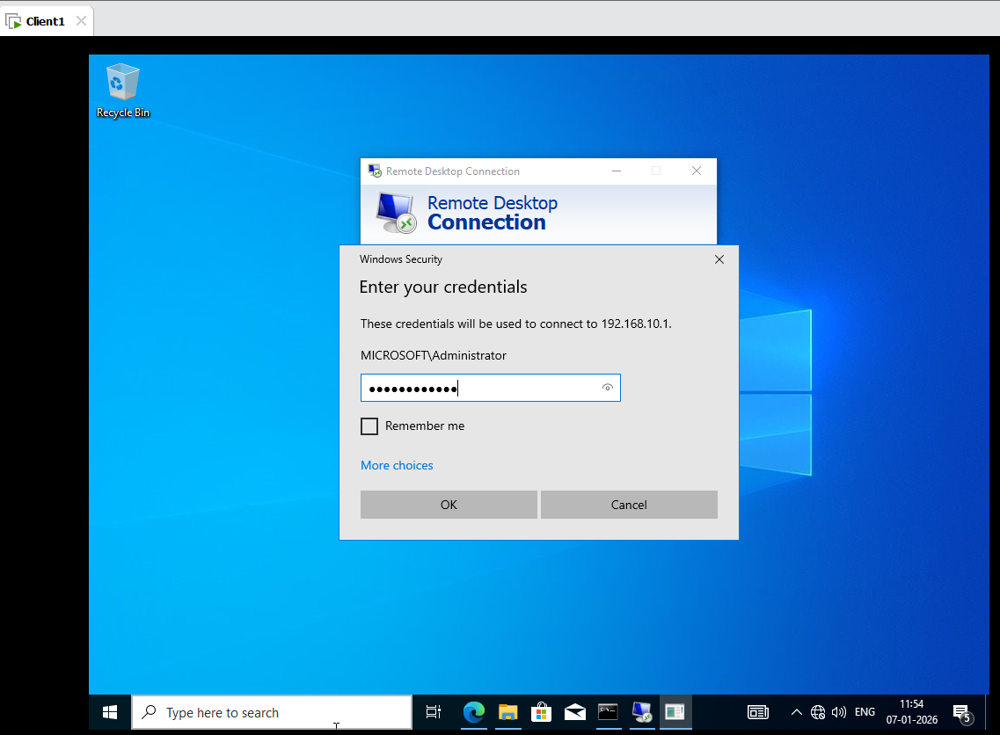 Client1
Recycle Bin
Remote Desktop Connection
Remote Desktop
Connection
Windows Security
Enter your credentials
These credentials will be used to connect to 192.168.10.1.
MICROSOFT\Administrator
●●●●●●●●●●●●
Remember me
More choices
OK
Cancel
Type here to search
ENG
11:54
07-01-2026
5